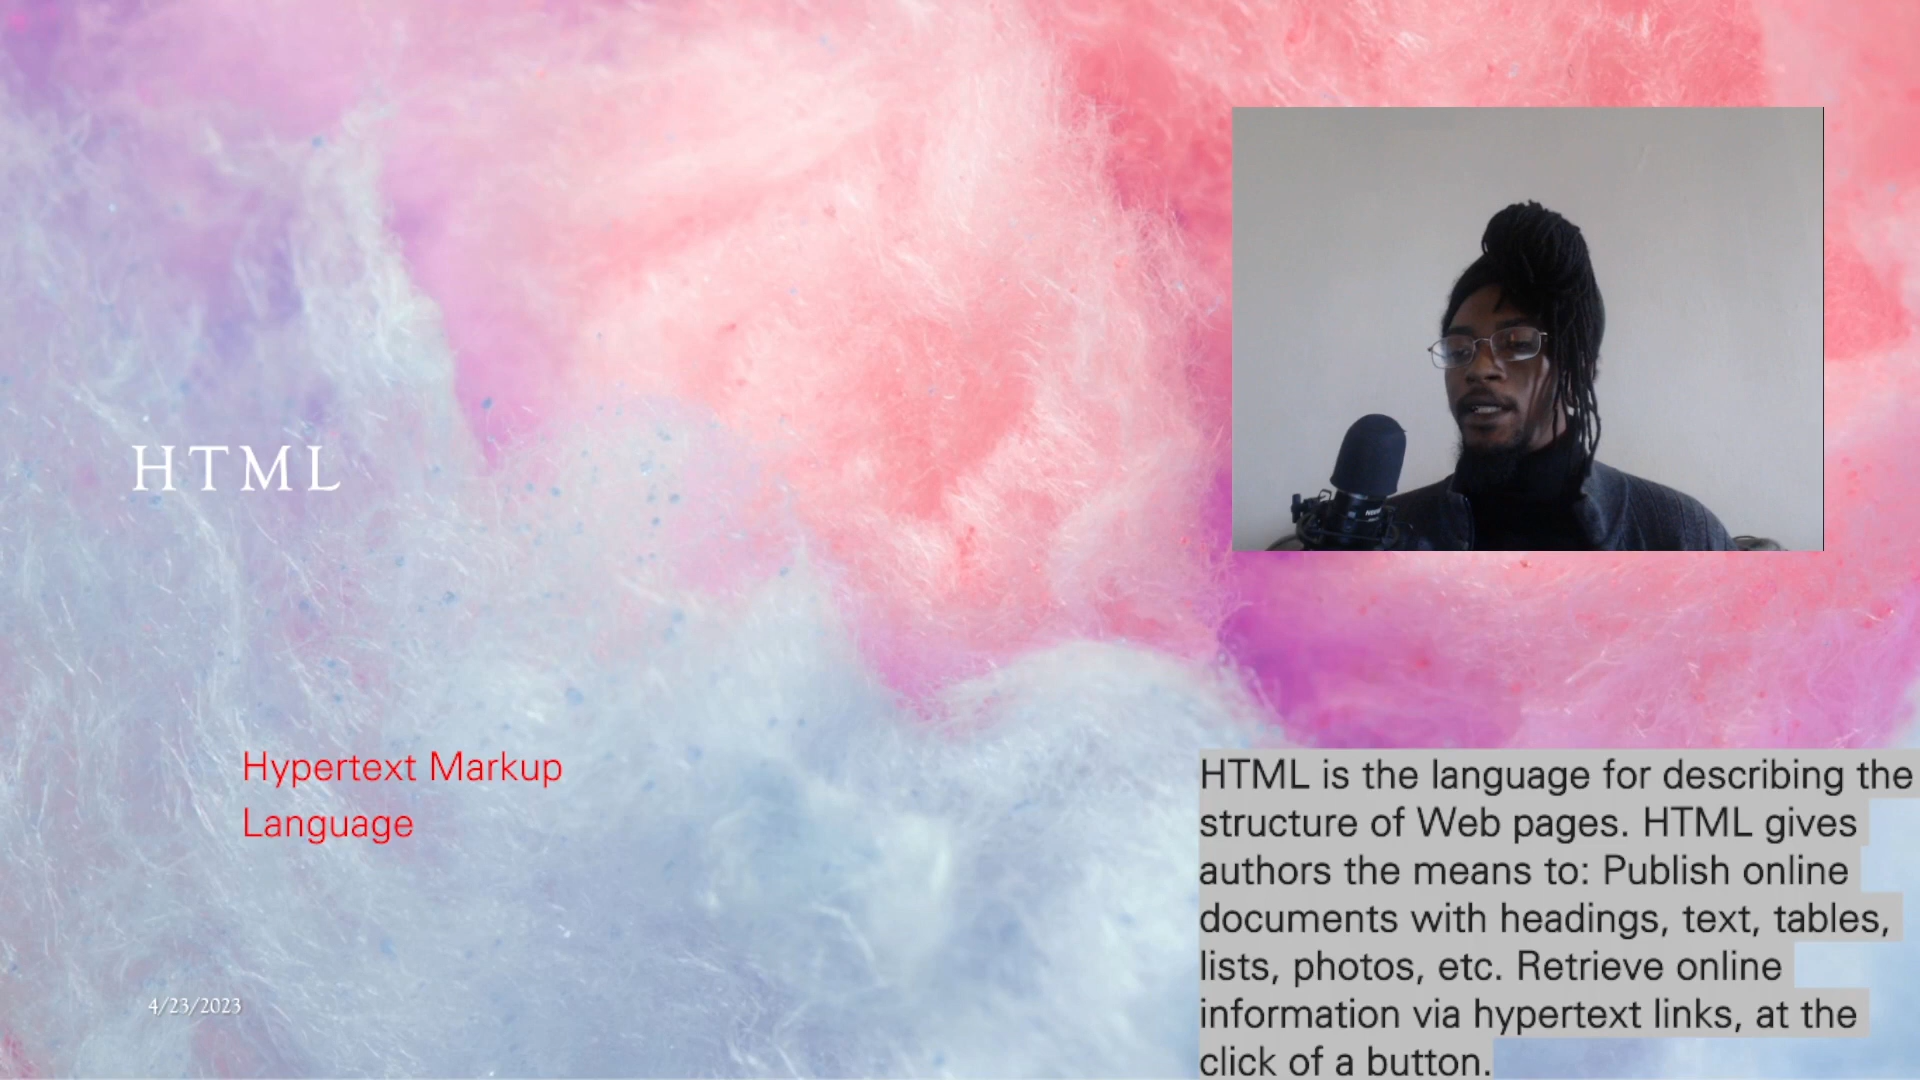 HTML
Hypertext Markup
Language
4/23/2023
HTML is the language for describing the
structure of Web pages. HTML gives
authors the means to: Publish online
documents with headings, text, tables,
lists, photos, etc. Retrieve online
information via hypertext links, at the
click of a button.